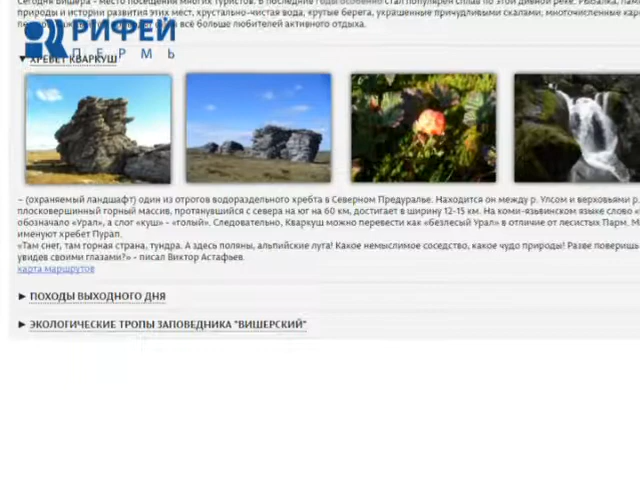 Сегодня Вишера - место посещения многих туристов. В последние годы особенно стал популярен сплав по этой дивной реке. Рыбалка,
природы и истории развития этих мест, хрустально-чистая вода, крутые берега, украшенные причудливыми скалами, многочисленные
всё больше любителей активного отдыха.
РИФЕЙ
ПЕРМЬ
▼ ХРЕБЕТ КВАРКУШ
– (охраняемый ландшафт) один из отрогов водораздельного хребта в Северном Предуралье. Находится он между р. Улсом и верховьями р.
плосковершинный горный массив, протянувшийся с севера на юг на 60 км, достигает в ширину 12-15 км. На коми-язьвинском языке слово
обозначало «Урал», а слог «куш» - «голый». Следовательно, Кваркуш можно перевести как «безлесый Урал» в отличие от лесистых Парм.
именуют хребет Пурап.
«Там снет, там горная страна, тундра. А здесь поляны, альпийские луга! Какое немыслимое соседство, какое чудо природы! Разве поверишь
увидев своими глазами?» - писал Виктор Астафьев
карта маршрутов
► ПОХОДЫ ВЫХОДНОГО ДНЯ
► ЭКОЛОГИЧЕСКИЕ ТРОПЫ ЗАПОВЕДНИКА "ВИШЕРСКИЙ"